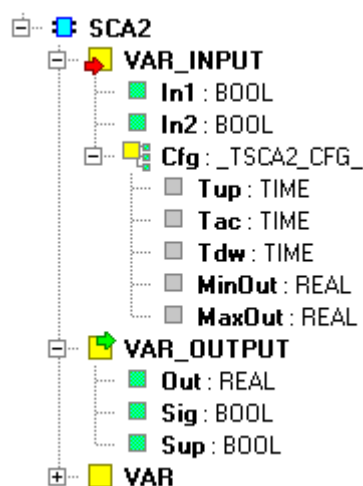 SCA2
VAR_INPUT
In1 : BOOL
In2 : BOOL
Cfg : _TSCA2_CFG_
Tup : TIME
Tac : TIME
Tdw : TIME
MinOut : REAL
MaxOut : REAL
VAR_OUTPUT
Out : REAL
Sig : BOOL
Sup : BOOL
VAR